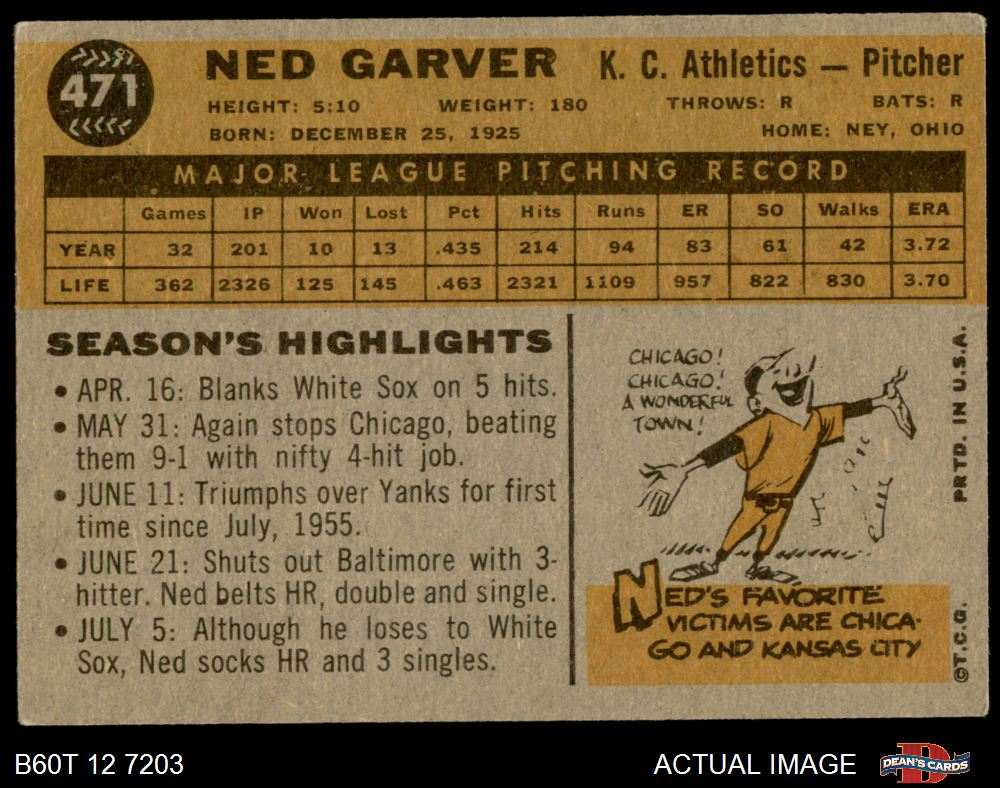 471
NED GARVER K. C. Athletics — Pitcher
HEIGHT: 5:10 WEIGHT: 180 THROWS: R BATS: R
BORN: DECEMBER 25, 1925 HOME: NEY, OHIO
MAJOR LEAGUE PITCHING RECORD
Games IP Won Lost Pct Hits Runs ER SO Walks ERA
YEAR 32 201 10 13 .435 214 94 83 61 42 3.72
LIFE 362 2326 125 145 .463 2321 1109 957 822 830 3.70
SEASON'S HIGHLIGHTS
• APR. 16: Blanks White Sox on 5 hits.
• MAY 31: Again stops Chicago, beating
them 9-1 with nifty 4-hit job.
• JUNE 11: Triumphs over Yanks for first
time since July, 1955.
• JUNE 21: Shuts out Baltimore with 3-
hitter. Ned belts HR, double and single.
• JULY 5: Although he loses to White
Sox, Ned socks HR and 3 singles.
CHICAGO!
CHICAGO!
A WONDERFUL
TOWN!
NED'S FAVORITE
VICTIMS ARE CHICA-
GO AND KANSAS CITY
©T.C.G. PRTD. IN U.S.A.
B60T 12 7203 ACTUAL IMAGE DEAN'S CARDS